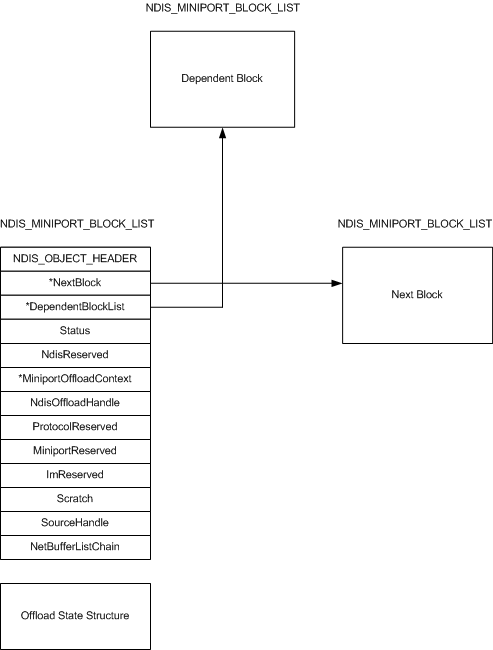 NDIS_MINIPORT_BLOCK_LIST
Dependent Block
NDIS_MINIPORT_BLOCK_LIST
NDIS_MINIPORT_BLOCK_LIST
NDIS_OBJECT_HEADER
*NextBlock
*DependentBlockList
Next Block
Status
NdisReserved
*MiniportOffloadContext
NdisOffloadHandle
ProtocolReserved
MiniportReserved
ImReserved
Scratch
SourceHandle
NetBufferListChain
Offload State Structure